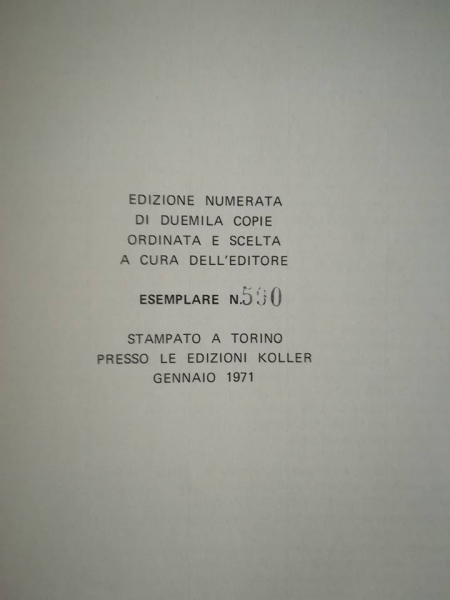 EDIZIONE NUMERATA
DI DUEMILA COPIE
ORDINATA E SCELTA
A CURA DELL'EDITORE
ESEMPLARE N.590
STAMPATO A TORINO
PRESSO LE EDIZIONI KOLLER
GENNAIO 1971